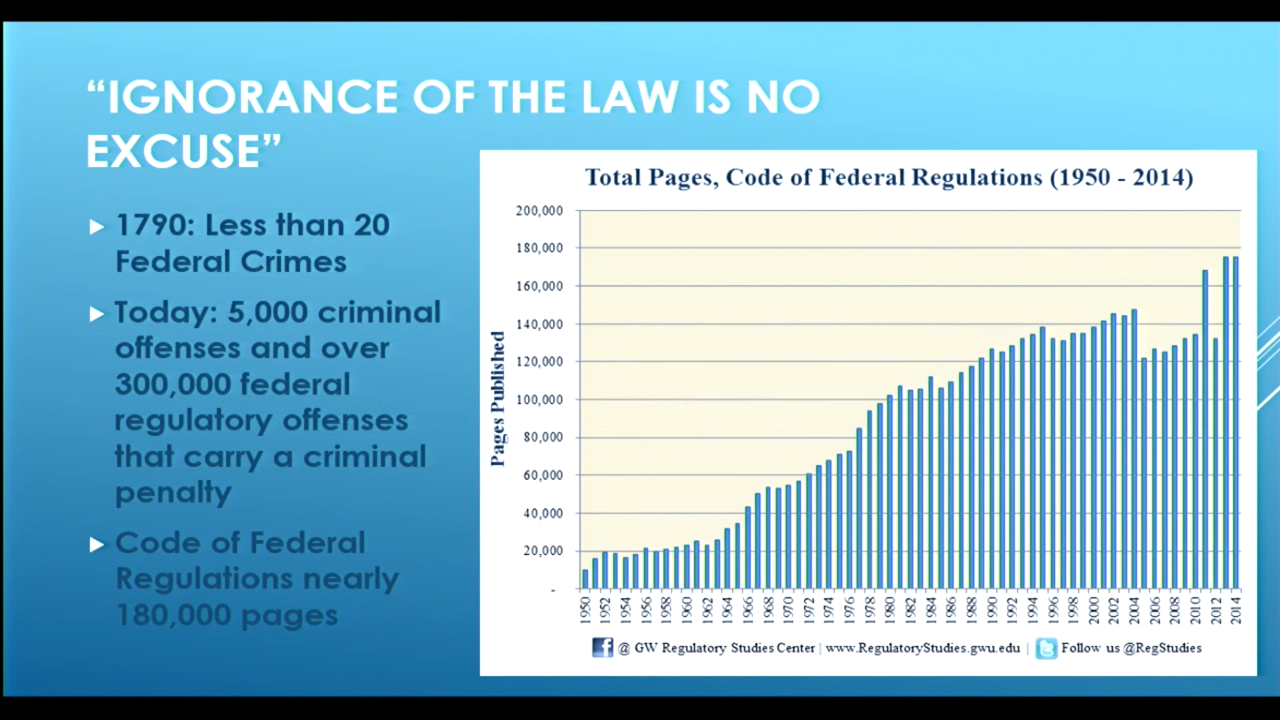 “IGNORANCE OF THE LAW IS NO
EXCUSE”
1790: Less than 20
Federal Crimes
Today: 5,000 criminal
offenses and over
300,000 federal
regulatory offenses
that carry a criminal
penalty
Code of Federal
Regulations nearly
180,000 pages
Total Pages, Code of Federal Regulations (1950 - 2014)
Pages Published
200,000
180,000
160,000
140,000
120,000
100,000
80,000
60,000
40,000
20,000
-
1950 1952 1954 1956 1958 1960 1962 1964 1966 1968 1970 1972 1974 1976 1978 1980 1982 1984 1986 1988 1990 1992 1994 1996 1998 2000 2002 2004 2006 2008 2010 2012 2014
@ GW Regulatory Studies Center | www.RegulatoryStudies.gwu.edu | Follow us @RegStudies